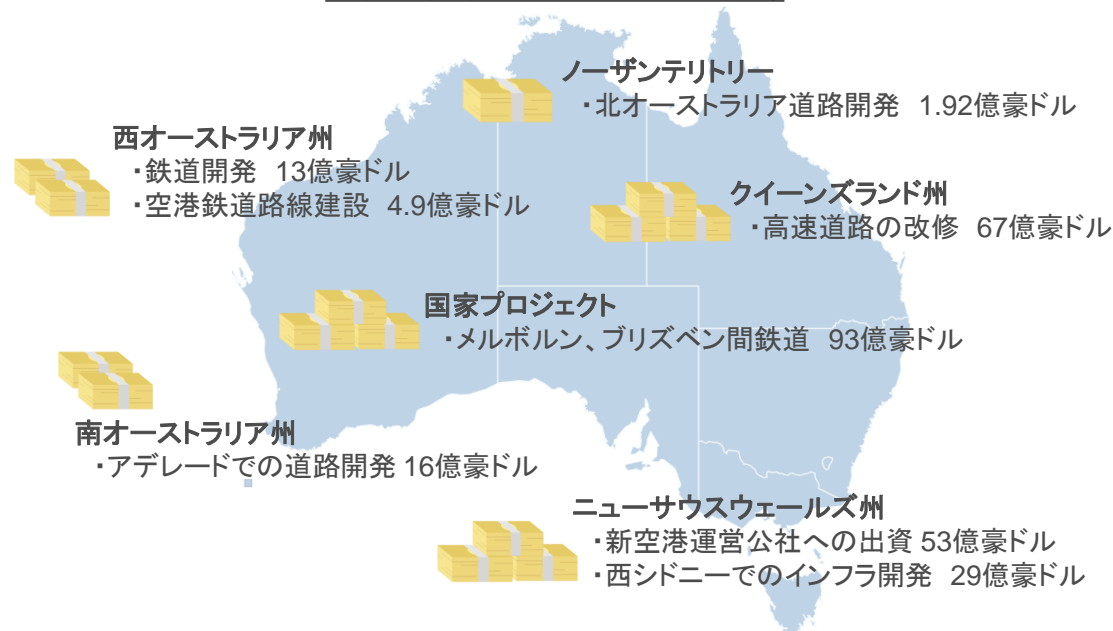 ノーザンテリトリー
・北オーストラリア道路開発 1.92億豪ドル
西オーストラリア州
・鉄道開発 13億豪ドル
・空港鉄道路線建設 4.9億豪ドル
クイーンズランド州
・高速道路の改修 67億豪ドル
国家プロジェクト
・メルボルン、ブリズベン間鉄道 93億豪ドル
南オーストラリア州
・アデレードでの道路開発 16億豪ドル
ニューサウスウェールズ州
・新空港運営公社への出資 53億豪ドル
・西シドニーでのインフラ開発 29億豪ドル